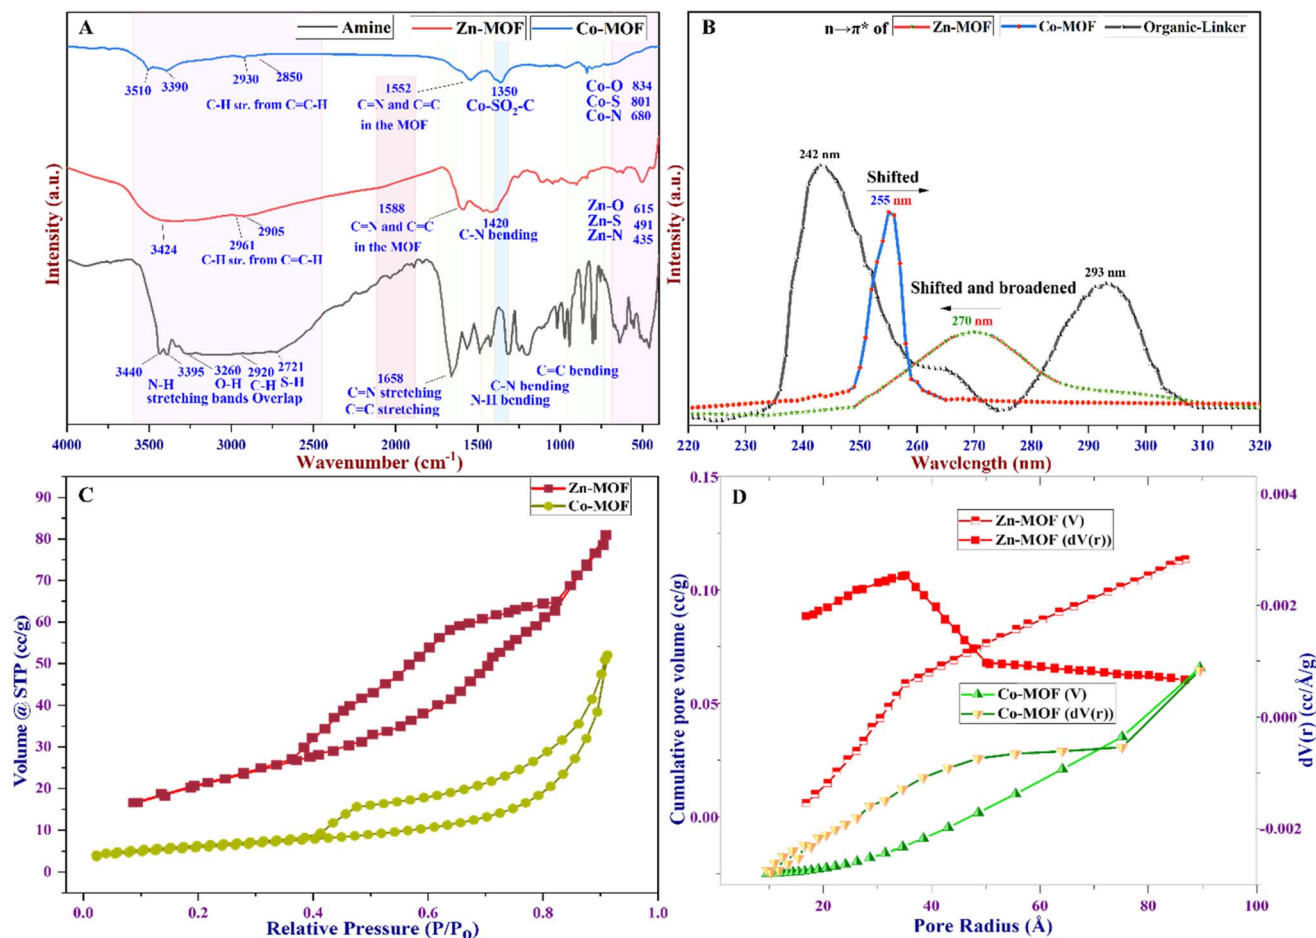 A
Amine
Zn-MOF
Co-MOF
3510
3390
2930
2850
C-H str. from C=C-H
1552
C=N and C=C
in the MOF
1350
Co-SO2-C
Co-O 834
Co-S 801
Co-N 680
3424
2961
2905
C-H str. from C=C-H
1588
C=N and C=C
in the MOF
1420
C-N bending
Zn-O 615
Zn-S 491
Zn-N 435
3440
3395
3260
2920
2721
N-H
O-H
C-H
S-H
stretching bands Overlap
1658
C=N stretching
C=C stretching
C=C bending
C-N bending
N-H bending
Intensity (a.u.)
4000 3500 3000 2500 2000 1500 1000 500
Wavenumber (cm-1)
B
n→π* of
Zn-MOF
Co-MOF
Organic-Linker
242 nm
Shifted
255 nm
293 nm
Shifted and broadened
270 nm
Intensity (a.u.)
220 230 240 250 260 270 280 290 300 310 320
Wavelength (nm)
C
Zn-MOF
Co-MOF
90
80
70
60
50
40
30
20
10
0
Volume @ STP (cc/g)
0.0 0.2 0.4 0.6 0.8 1.0
Relative Pressure (P/Po)
D
Zn-MOF (V)
Zn-MOF (dV(r))
Co-MOF (V)
Co-MOF (dV(r))
0.15
0.10
0.05
0.00
Cumulative pore volume (cc/g)
0.004
0.002
0.000
-0.002
dV(r) (cc/Å/g)
20 40 60 80 100
Pore Radius (Å)